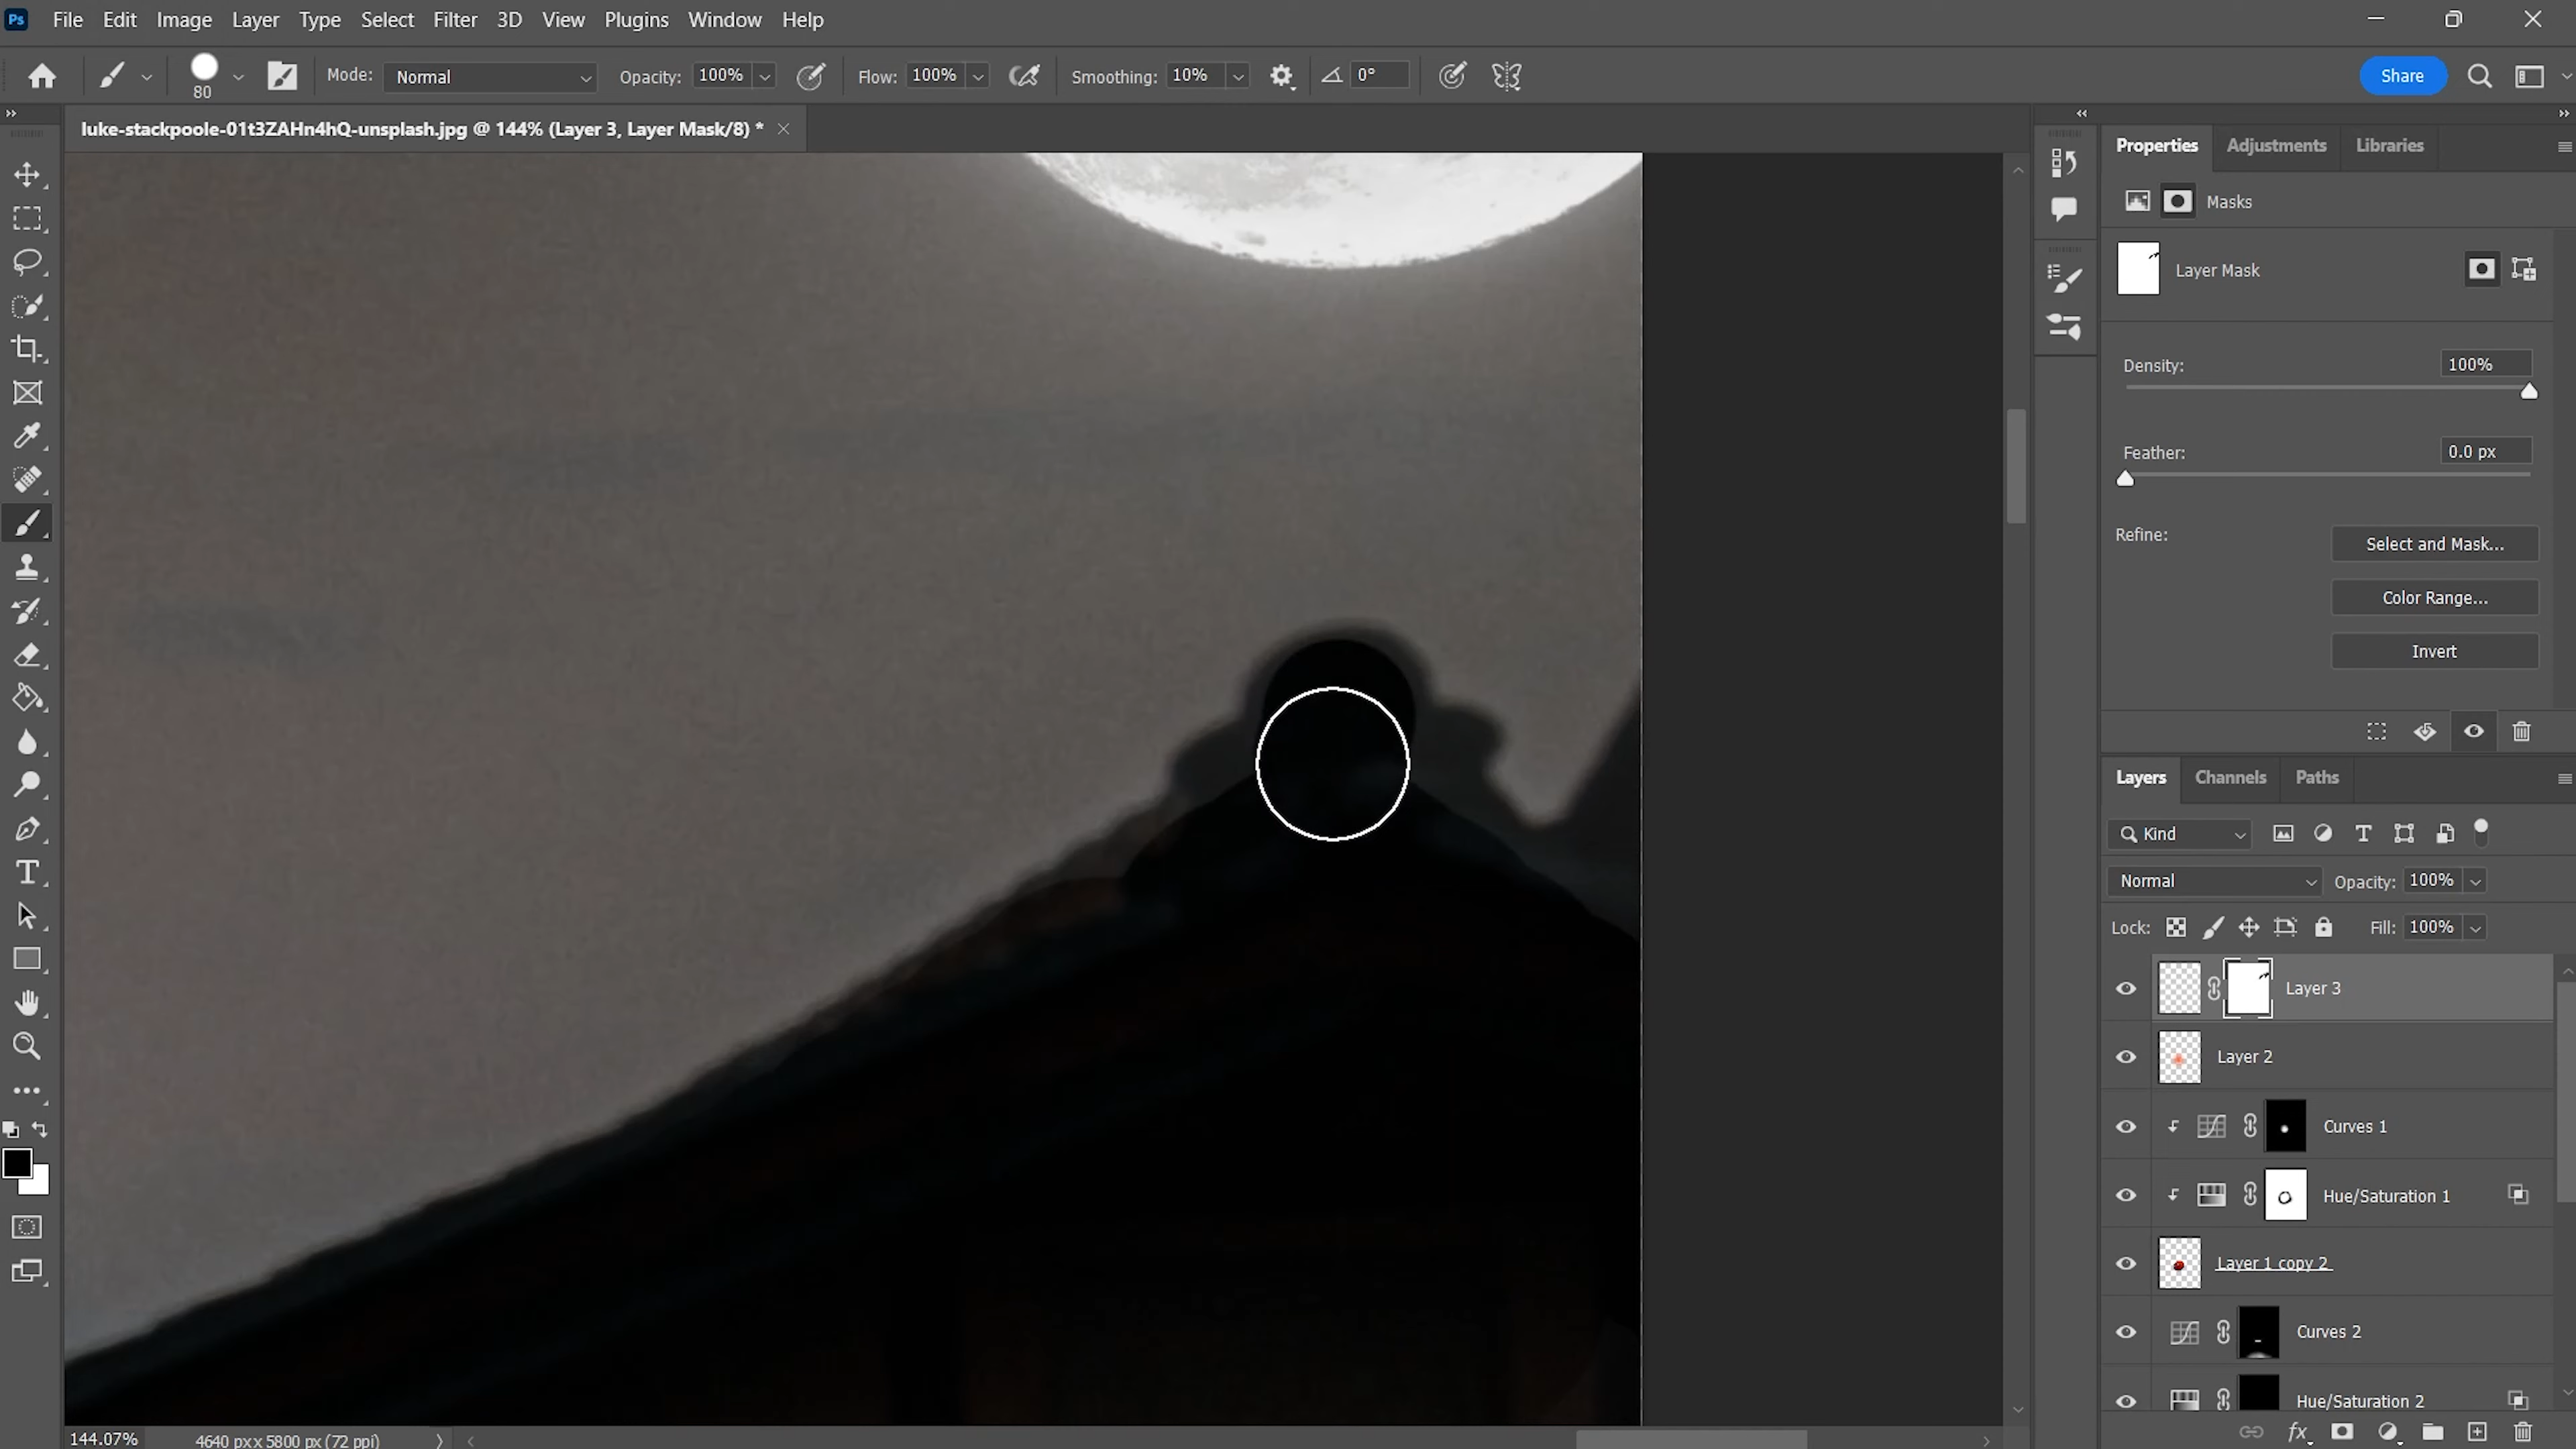 Ps File Edit Image Layer Select Filter 3D View Plugins Window Help
80 Mode: Normal Opacity: 100% Flow: 100% Smoothing: 10% 0° Share
luke-stackpoole-01t3ZAHn4hQ-unsplash.jpg @ 144% (Layer 3, Layer Mask/8) *
Properties Adjustments Libraries
Masks
Layer Mask
Density: 100%
Feather: 0.0 px
Refine:
Select and Mask...
Color Range...
Invert
Layers Channels Paths
Kind
Normal Opacity: 100%
Lock: Fill: 100%
Layer 3
Layer 2
Curves 1
Hue/Saturation 1
Layer 1 copy 2
Curves 2
Hue/Saturation 2
fx
144.07% 4640 px x 5800 px (72 ppi)